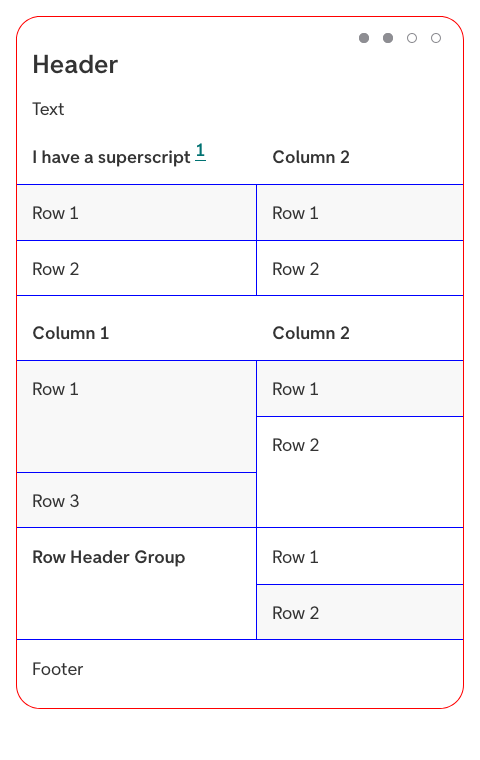 Header
Text
I have a superscript 1 Column 2
Row 1 Row 1
Row 2 Row 2
Column 1 Column 2
Row 1 Row 1
Row 2
Row 3
Row Header Group Row 1
Row 2
Footer